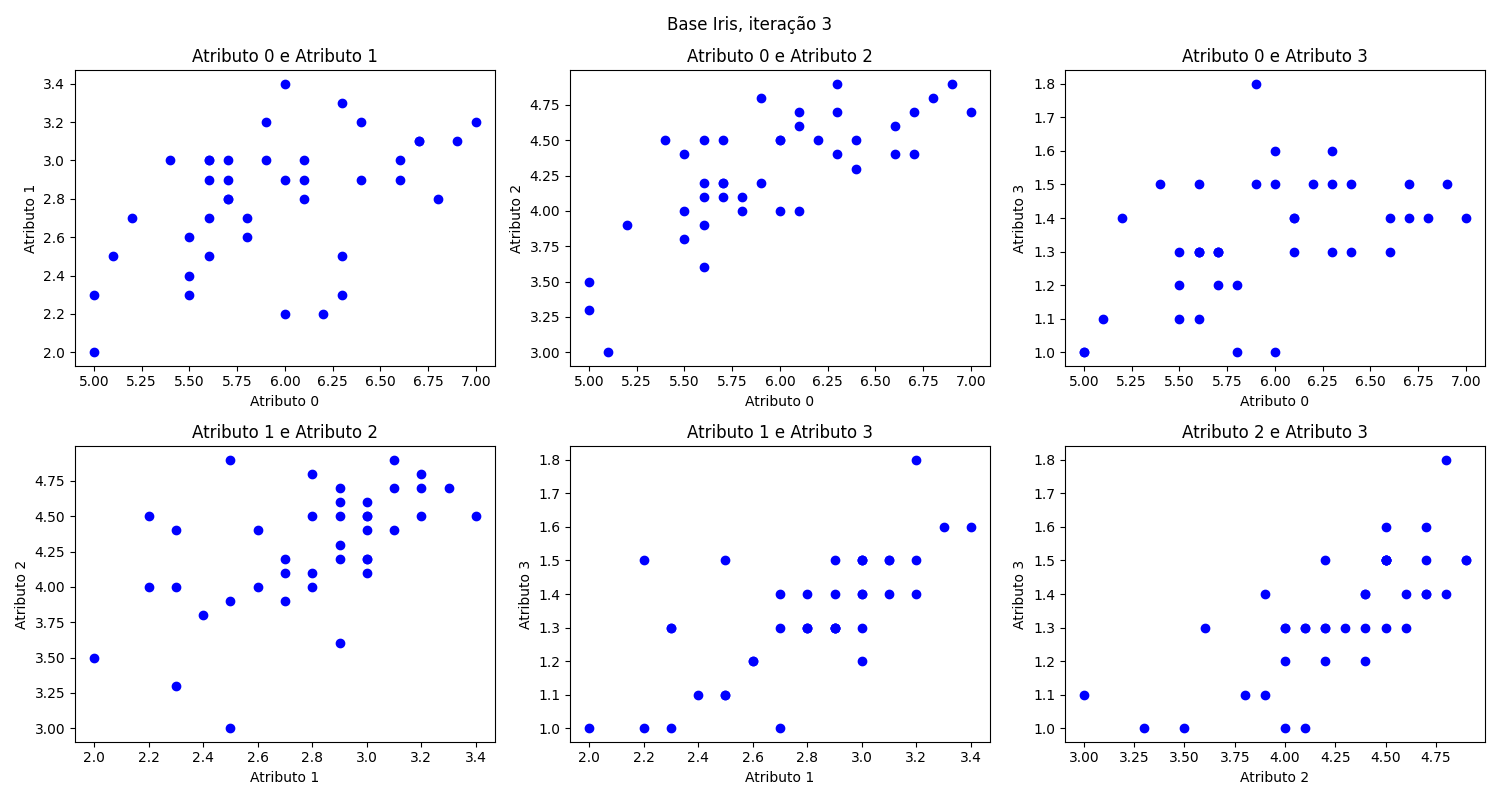 Base Iris, iteração 3
Atributo 0 e Atributo 1
Atributo 1
3.4
3.2
3.0
2.8
2.6
2.4
2.2
2.0
5.00 5.25 5.50 5.75 6.00 6.25 6.50 6.75 7.00
Atributo 0
Atributo 0 e Atributo 2
Atributo 2
4.75
4.50
4.25
4.00
3.75
3.50
3.25
3.00
5.00 5.25 5.50 5.75 6.00 6.25 6.50 6.75 7.00
Atributo 0
Atributo 0 e Atributo 3
Atributo 3
1.8
1.7
1.6
1.5
1.4
1.3
1.2
1.1
1.0
5.00 5.25 5.50 5.75 6.00 6.25 6.50 6.75 7.00
Atributo 0
Atributo 1 e Atributo 2
Atributo 2
4.75
4.50
4.25
4.00
3.75
3.50
3.25
3.00
2.0 2.2 2.4 2.6 2.8 3.0 3.2 3.4
Atributo 1
Atributo 1 e Atributo 3
Atributo 3
1.8
1.7
1.6
1.5
1.4
1.3
1.2
1.1
1.0
2.0 2.2 2.4 2.6 2.8 3.0 3.2 3.4
Atributo 1
Atributo 2 e Atributo 3
Atributo 3
1.8
1.7
1.6
1.5
1.4
1.3
1.2
1.1
1.0
3.00 3.25 3.50 3.75 4.00 4.25 4.50 4.75
Atributo 2